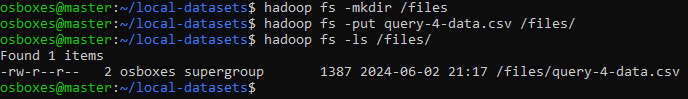 osboxes@master:~/local-datasets$ hadoop fs -mkdir /files
osboxes@master:~/local-datasets$ hadoop fs -put query-4-data.csv /files/
osboxes@master:~/local-datasets$ hadoop fs -ls /files/
Found 1 items
-rw-r--r--   2 osboxes supergroup       1387 2024-06-02 21:17 /files/query-4-data.csv
osboxes@master:~/local-datasets$